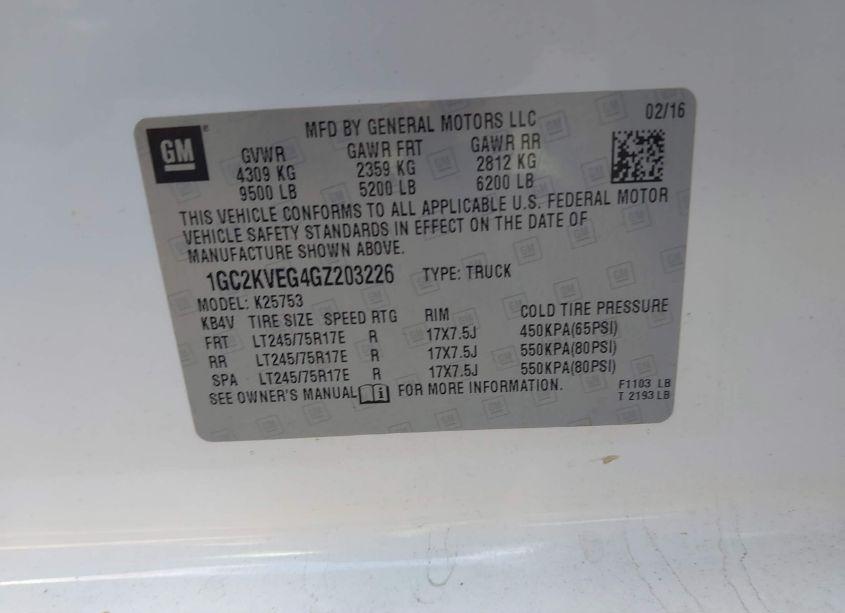 GM
MFD BY GENERAL MOTORS LLC
02/16
GVWR GAWR FRT GAWR RR
4309 KG 2359 KG 2812 KG
9500 LB 5200 LB 6200 LB
THIS VEHICLE CONFORMS TO ALL APPLICABLE U.S. FEDERAL MOTOR
VEHICLE SAFETY STANDARDS IN EFFECT ON THE DATE OF
MANUFACTURE SHOWN ABOVE.
1GC2KVEG4GZ203226 TYPE: TRUCK
MODEL: K25753
KB4V TIRE SIZE SPEED RTG RIM COLD TIRE PRESSURE
FRT LT245/75R17E R 17X7.5J 450KPA(65PSI)
RR LT245/75R17E R 17X7.5J 550KPA(80PSI)
SPA LT245/75R17E R 17X7.5J 550KPA(80PSI)
SEE OWNER'S MANUAL i FOR MORE INFORMATION.
F1103 LB
T 2193 LB